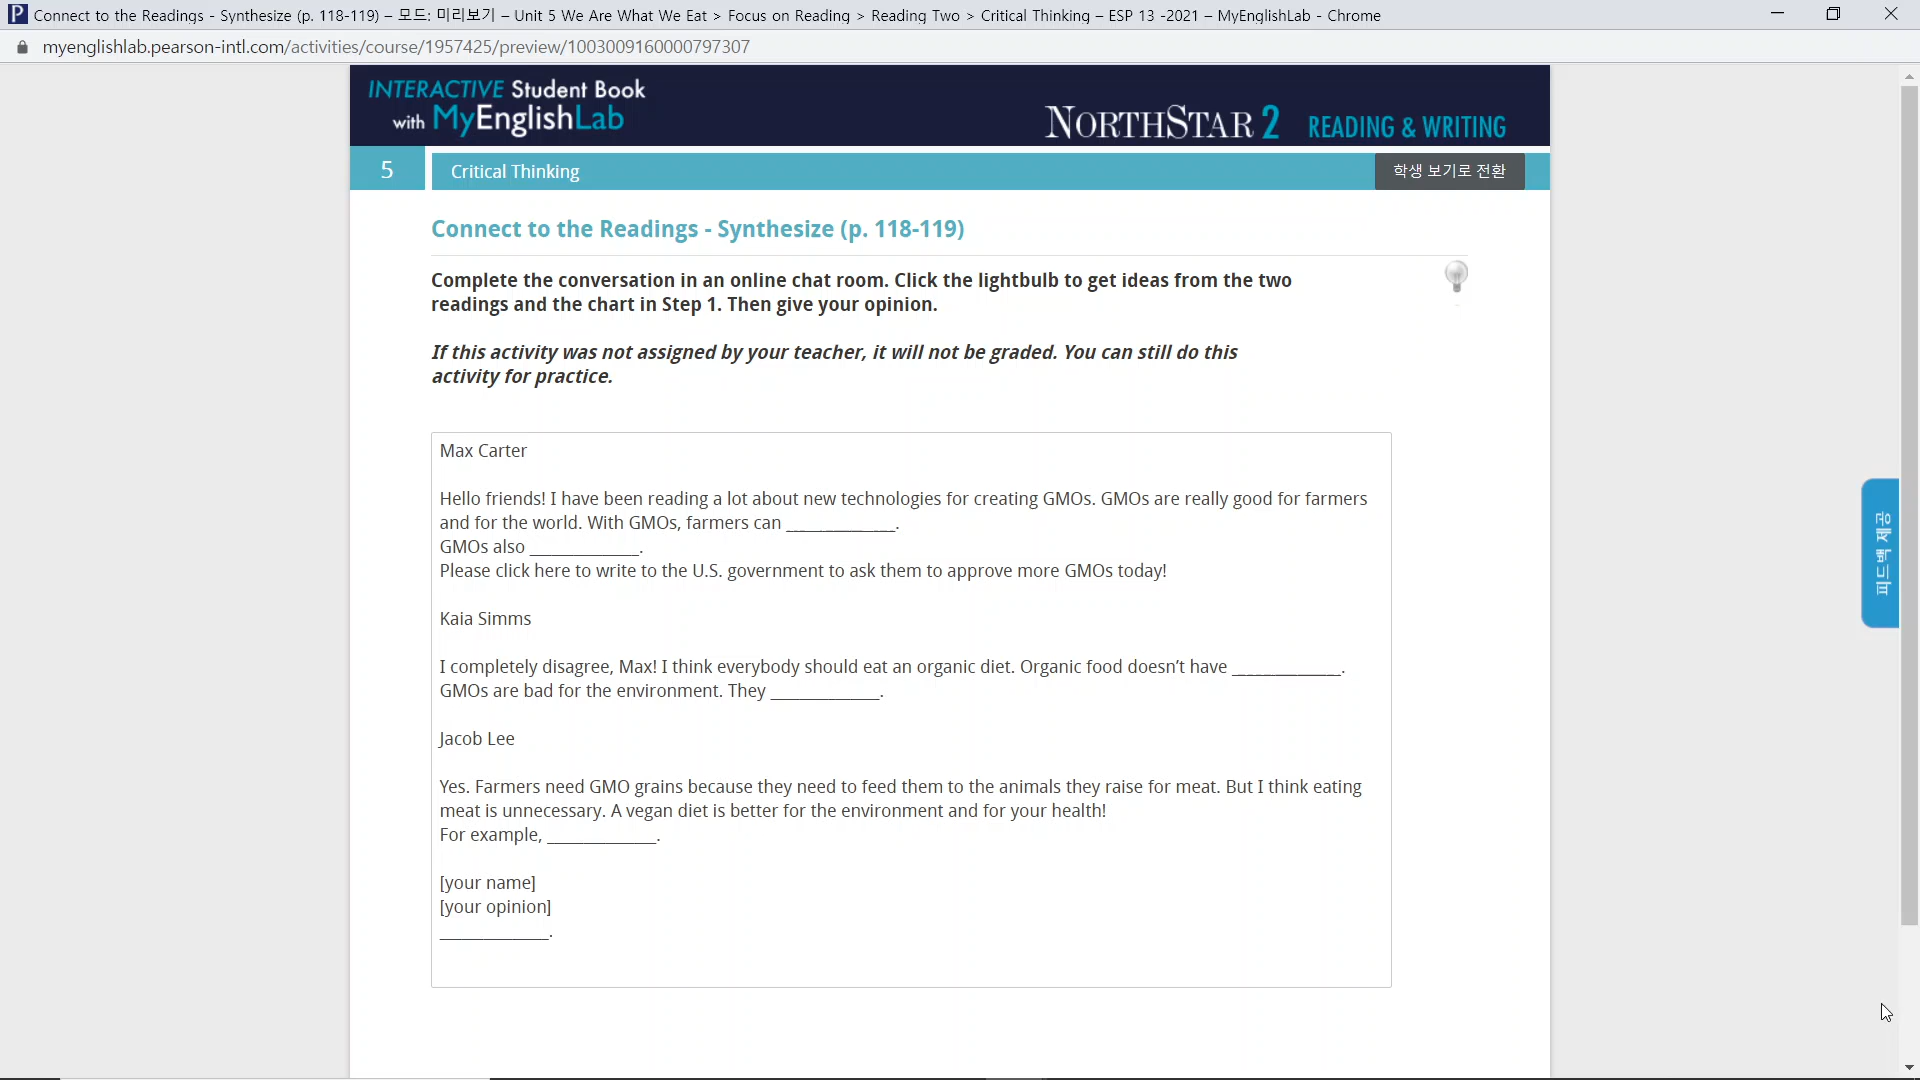 Connect to the Readings - Synthesize (p. 118-119) – 모드: 미리보기 – Unit 5 We Are What We Eat > Focus on Reading > Reading Two > Critical Thinking – ESP 13 -2021 – MyEnglishLab - Chrome
myenglishlab.pearson-intl.com/activities/course/1957425/preview/1003009160000797307
INTERACTIVE Student Book
with MyEnglishLab
NORTHSTAR 2 READING & WRITING
5
Critical Thinking
학생 보기로 전환
Connect to the Readings - Synthesize (p. 118-119)
Complete the conversation in an online chat room. Click the lightbulb to get ideas from the two
readings and the chart in Step 1. Then give your opinion.
If this activity was not assigned by your teacher, it will not be graded. You can still do this
activity for practice.
Max Carter
Hello friends! I have been reading a lot about new technologies for creating GMOs. GMOs are really good for farmers
and for the world. With GMOs, farmers can ____________.
GMOs also ____________.
Please click here to write to the U.S. government to ask them to approve more GMOs today!
Kaia Simms
I completely disagree, Max! I think everybody should eat an organic diet. Organic food doesn't have ____________.
GMOs are bad for the environment. They ____________.
Jacob Lee
Yes. Farmers need GMO grains because they need to feed them to the animals they raise for meat. But I think eating
meat is unnecessary. A vegan diet is better for the environment and for your health!
For example, ____________.
[your name]
[your opinion]
____________.
피드백 제공